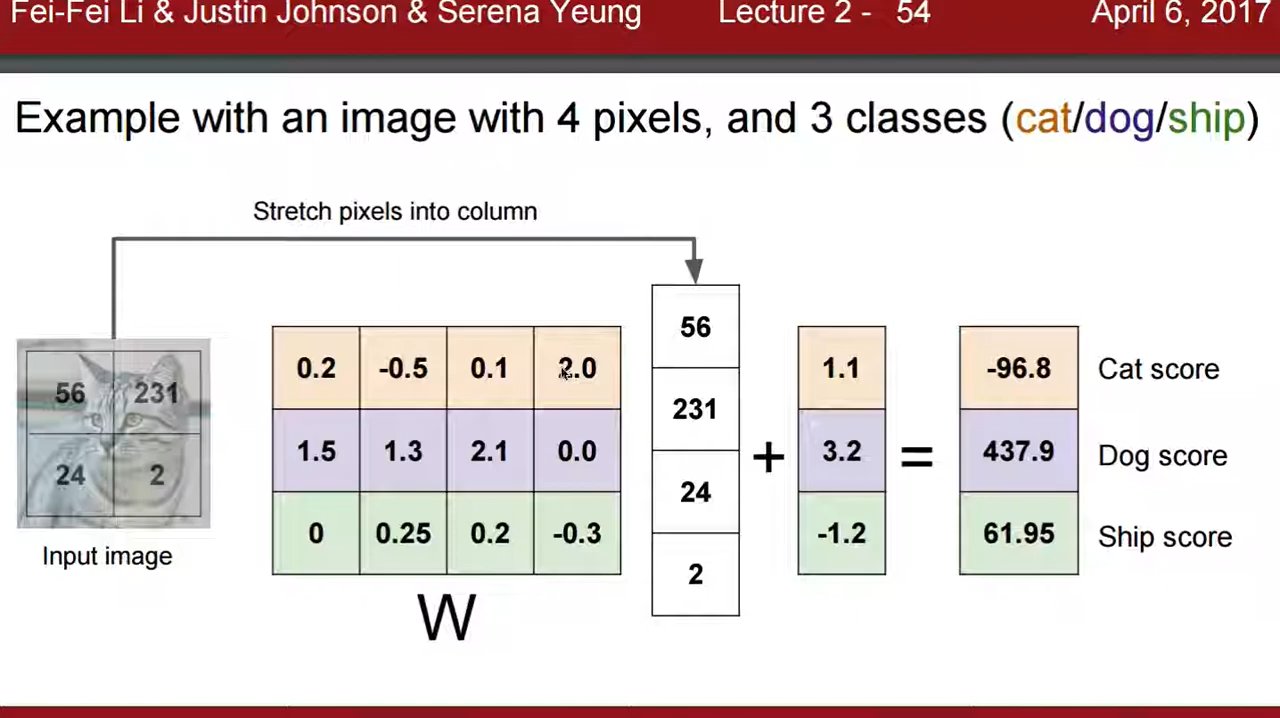 Fei-Fei Li & Justin Johnson & Serena Yeung Lecture 2 - 54 April 6, 2017
Example with an image with 4 pixels, and 3 classes (cat/dog/ship)
Stretch pixels into column
56 231
24 2
Input image
0.2 -0.5 0.1 2.0
1.5 1.3 2.1 0.0
0 0.25 0.2 -0.3
W
56
231
24
2
+
1.1
3.2
-1.2
=
-96.8 Cat score
437.9 Dog score
61.95 Ship score